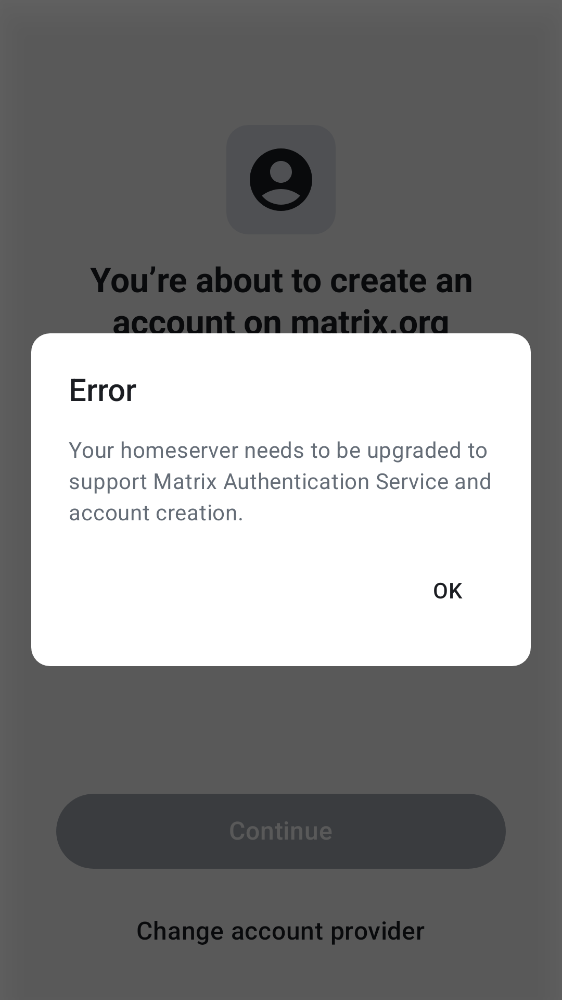 You’re about to create an
account on matrix.org
Error
Your homeserver needs to be upgraded to
support Matrix Authentication Service and
account creation.
OK
Continue
Change account provider